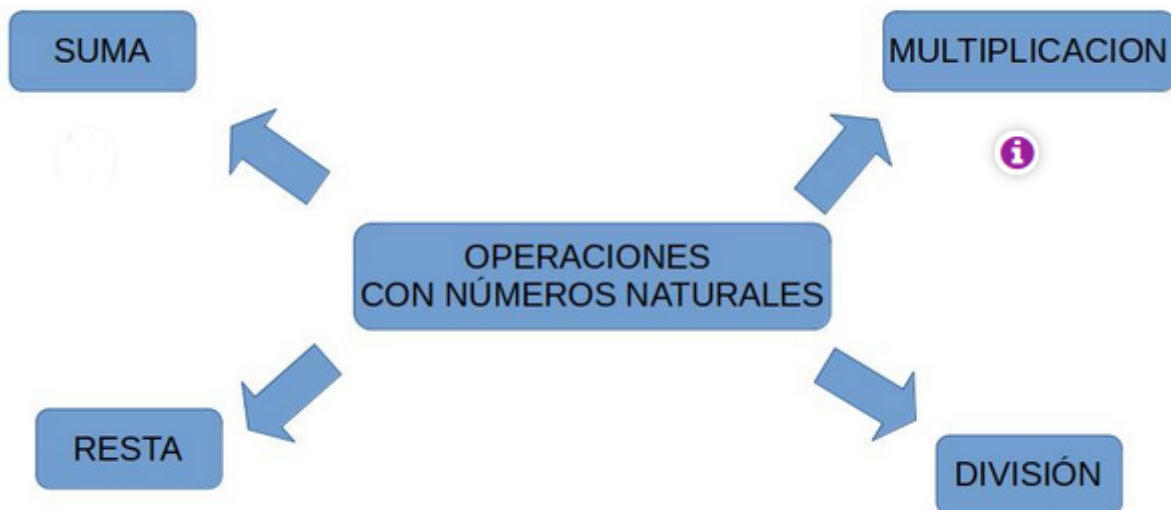 SUMA
MULTIPLICACION
i
OPERACIONES
CON NÚMEROS NATURALES
RESTA
DIVISIÓN